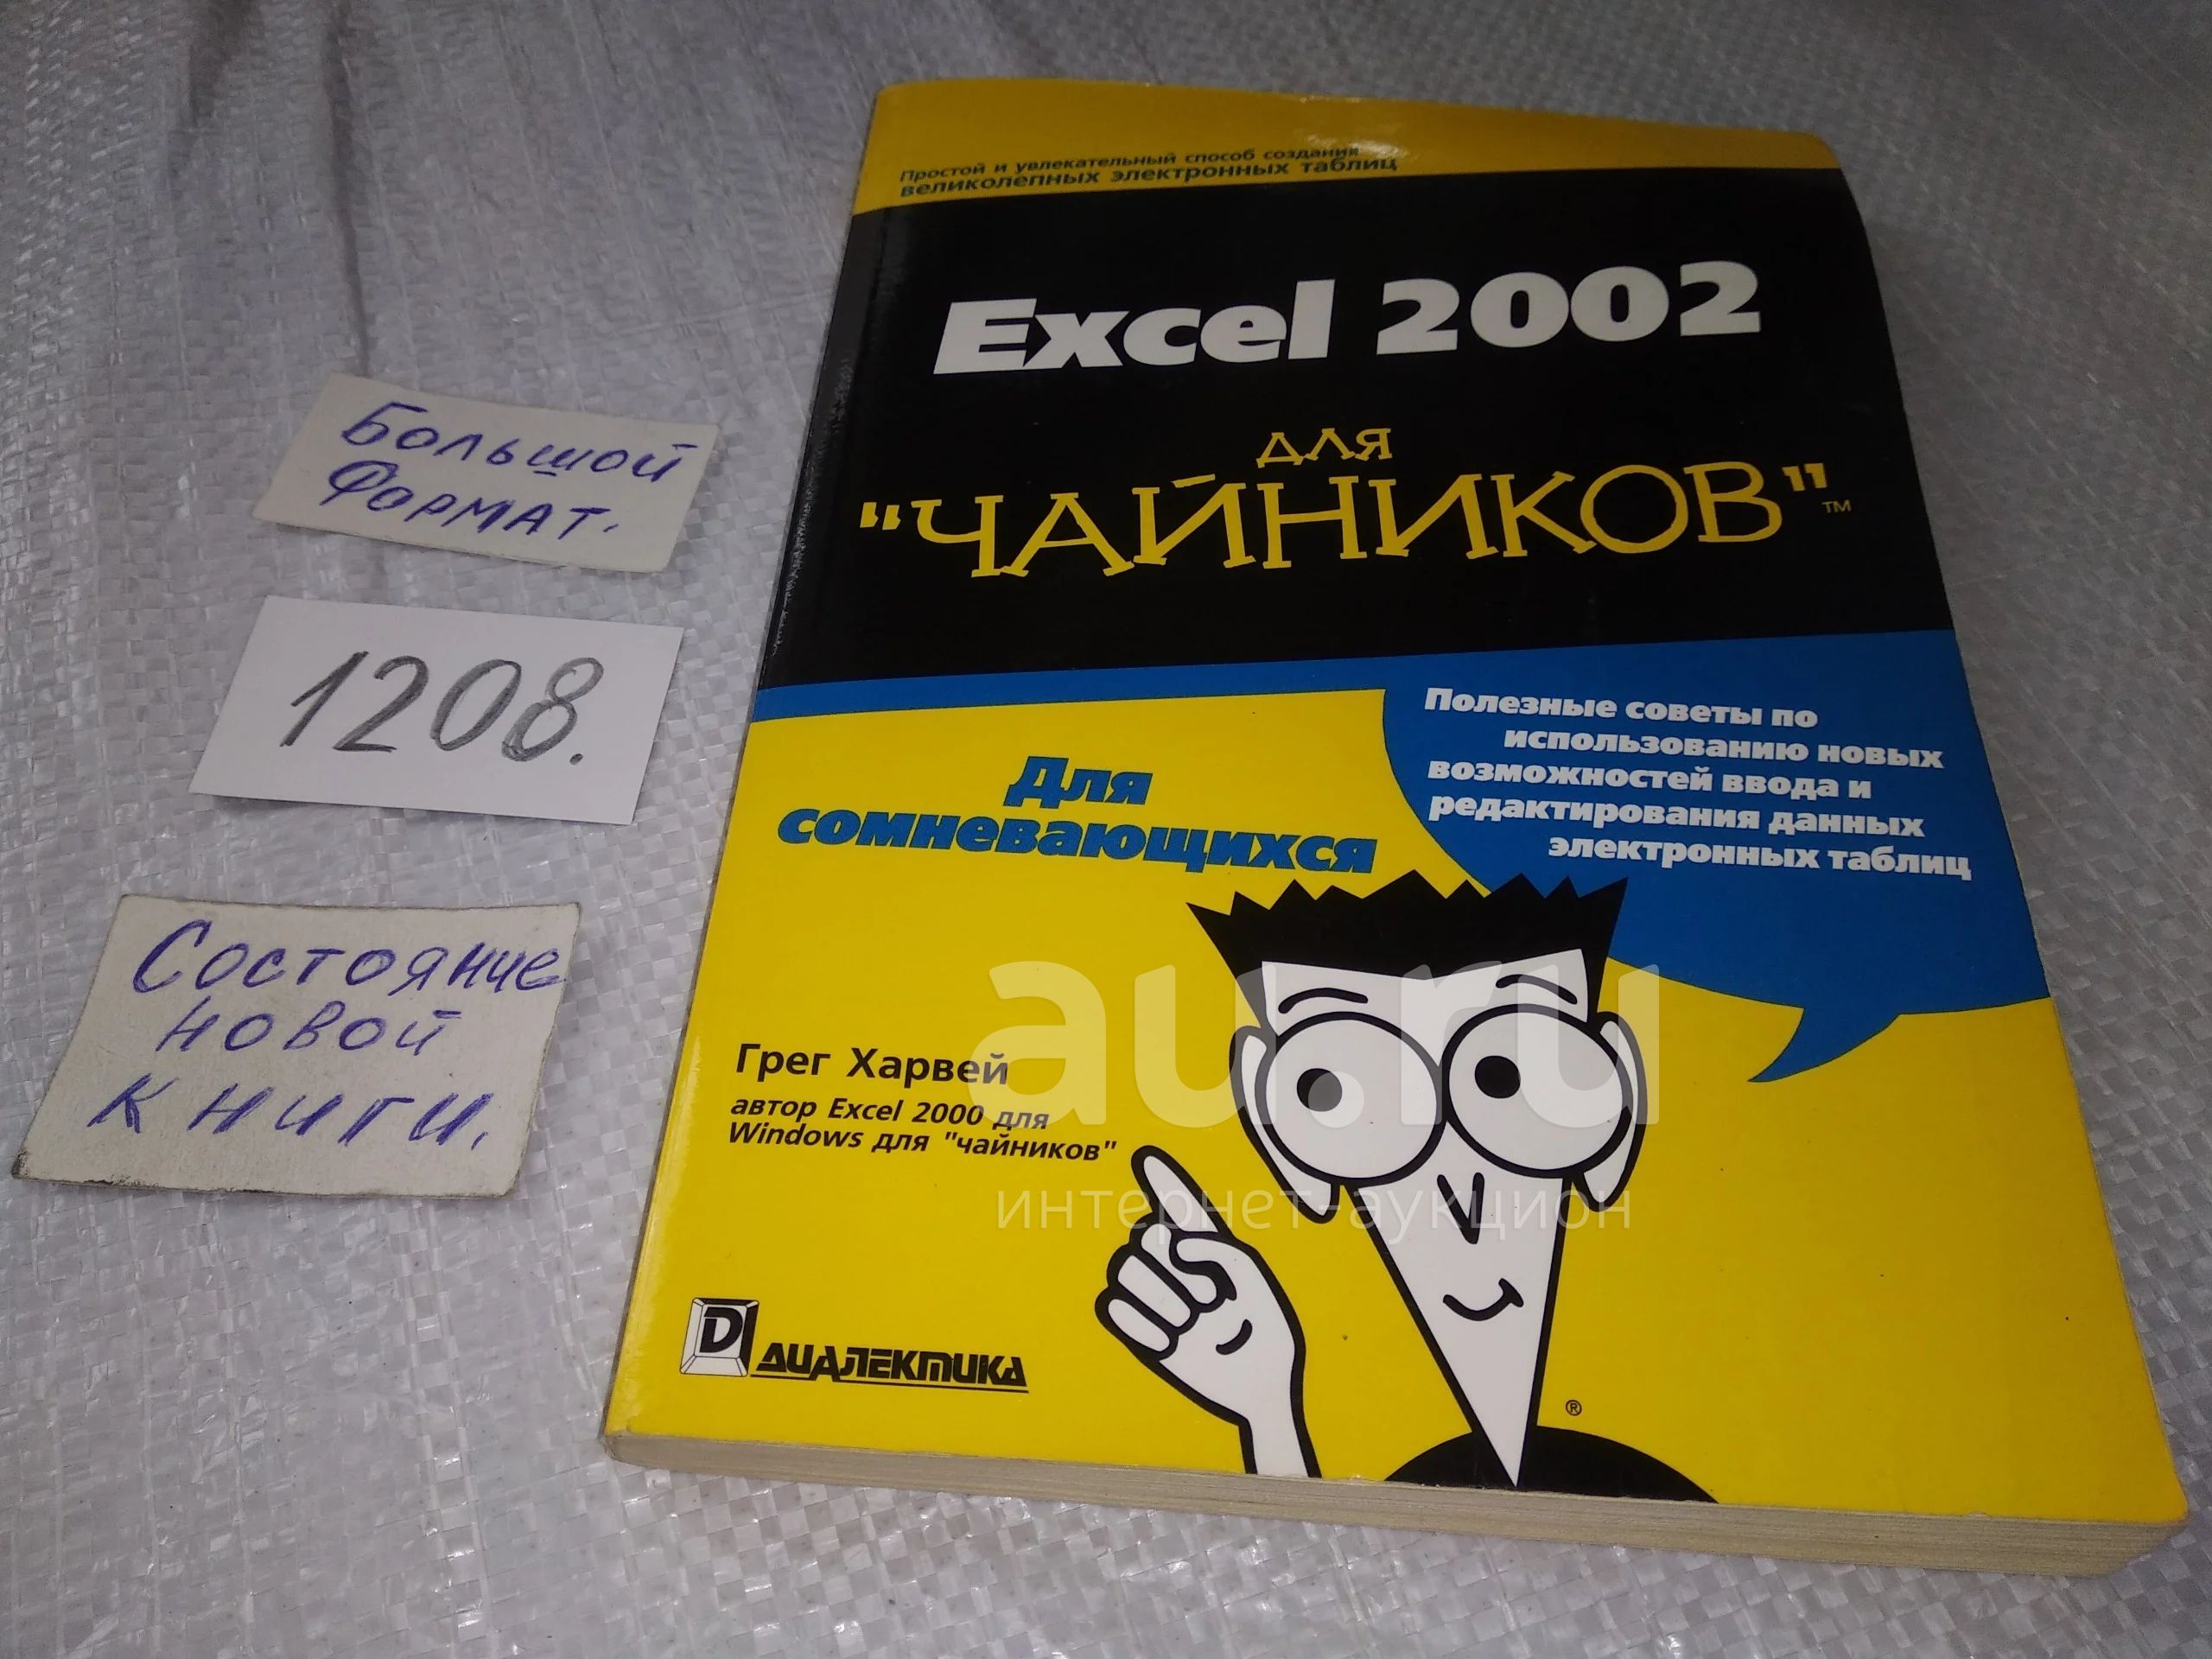 Большой
формат.
1208.
Состояние
новой
книги.
Простой и увлекательный способ создания
великолепных электронных таблиц
Excel 2002
для
"ЧАЙНИКОВ"™
Полезные советы по
использованию новых
возможностей ввода и
редактирования данных
электронных таблиц
Для
сомневающихся
Грег Харвей
автор Excel 2000 для
Windows для "чайников"
D ДИАЛЕКТИКА
®
au.ru
интернет-аукцион